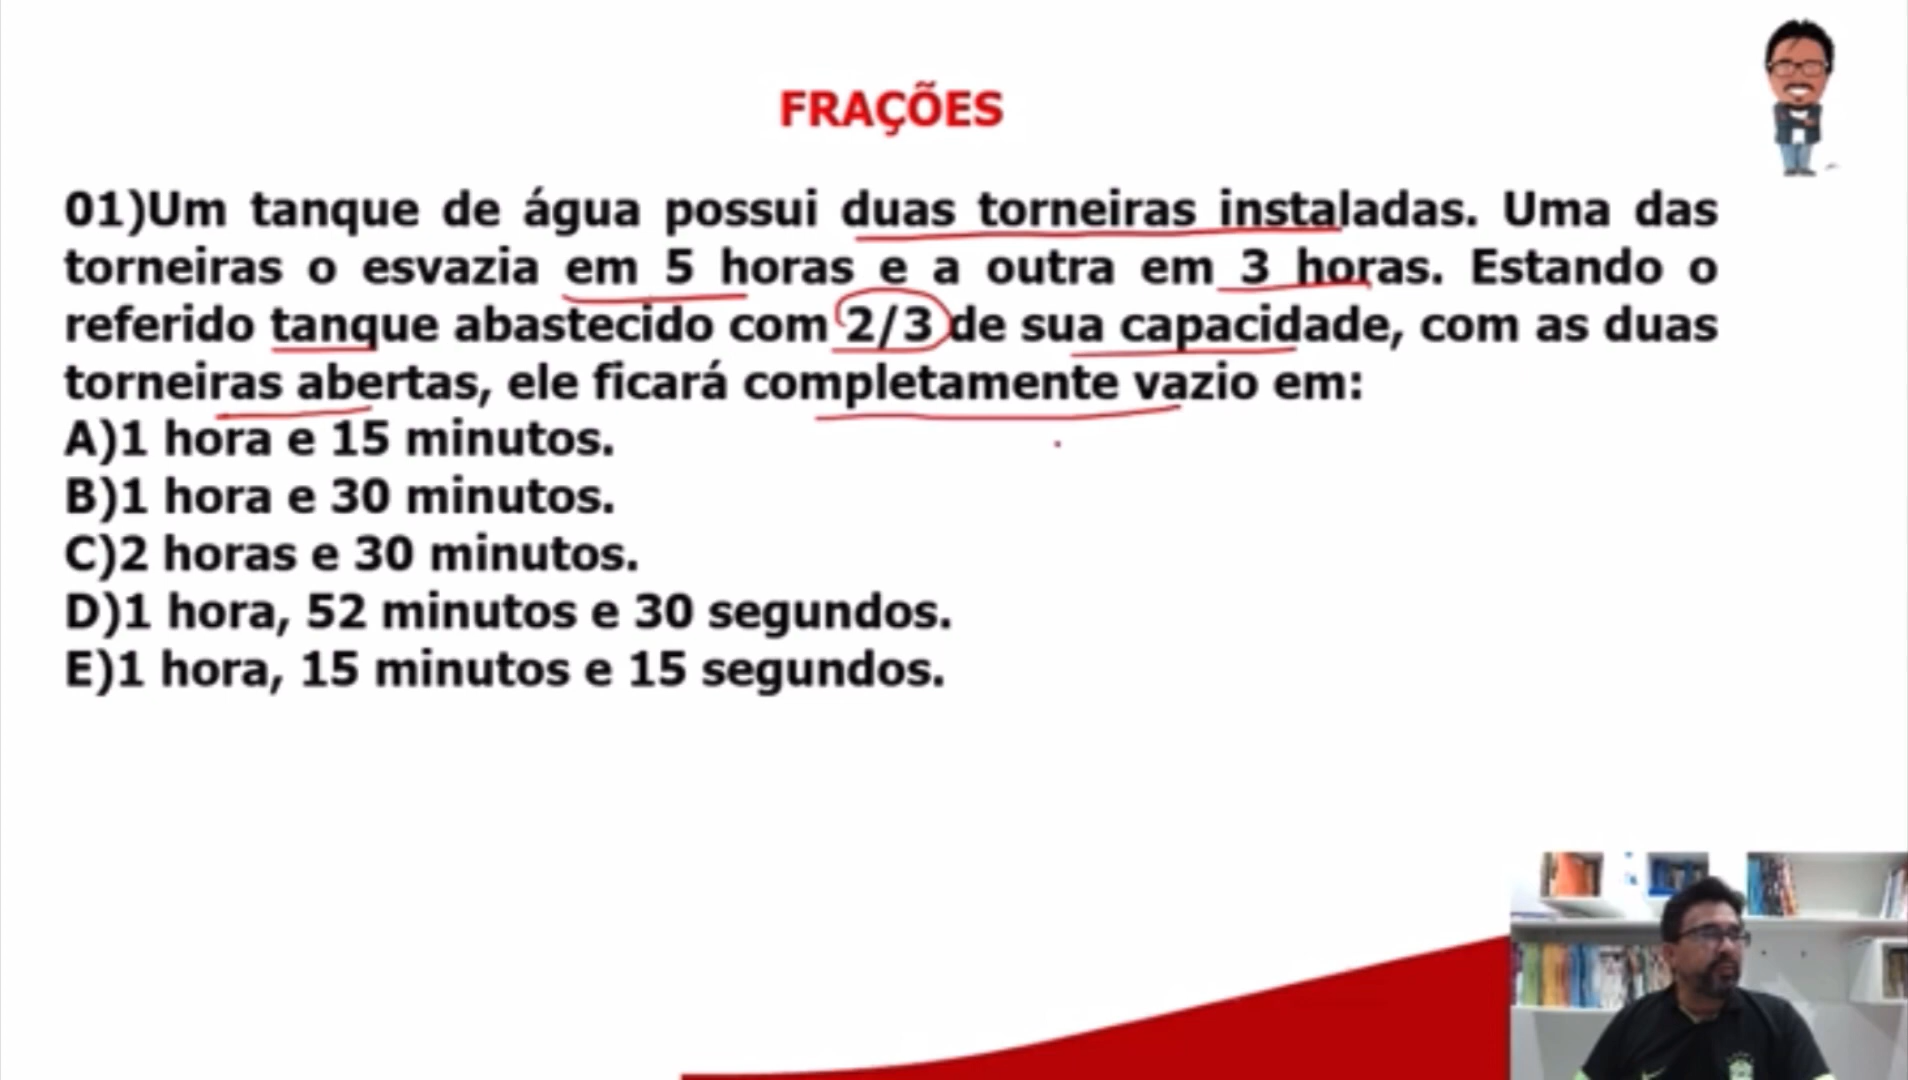 FRAÇÕES
01)Um tanque de água possui duas torneiras instaladas. Uma das
torneiras o esvazia em 5 horas e a outra em 3 horas. Estando o
referido tanque abastecido com 2/3 de sua capacidade, com as duas
torneiras abertas, ele ficará completamente vazio em:
A)1 hora e 15 minutos.
B)1 hora e 30 minutos.
C)2 horas e 30 minutos.
D)1 hora, 52 minutos e 30 segundos.
E)1 hora, 15 minutos e 15 segundos.